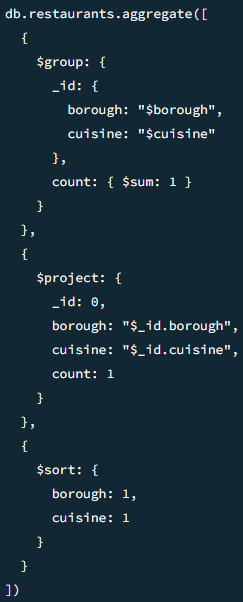 db.restaurants.aggregate([
  {
    $group: {
      _id: {
        borough: "$borough",
        cuisine: "$cuisine"
      },
      count: { $sum: 1 }
    }
  },
  {
    $project: {
      _id: 0,
      borough: "$_id.borough",
      cuisine: "$_id.cuisine",
      count: 1
    }
  },
  {
    $sort: {
      borough: 1,
      cuisine: 1
    }
  }
])